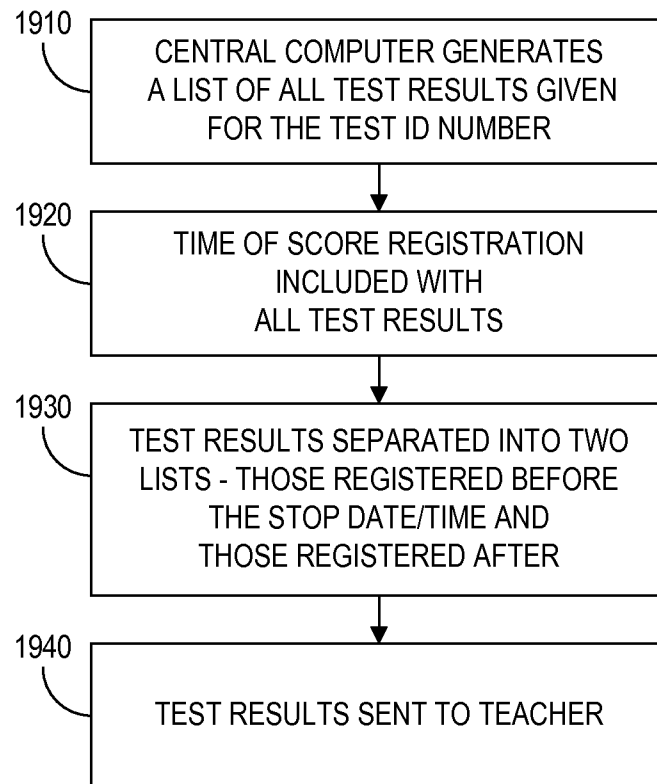 1910
CENTRAL COMPUTER GENERATES
A LIST OF ALL TEST RESULTS GIVEN
FOR THE TEST ID NUMBER
1920
TIME OF SCORE REGISTRATION
INCLUDED WITH
ALL TEST RESULTS
1930
TEST RESULTS SEPARATED INTO TWO
LISTS - THOSE REGISTERED BEFORE
THE STOP DATE/TIME AND
THOSE REGISTERED AFTER
1940
TEST RESULTS SENT TO TEACHER